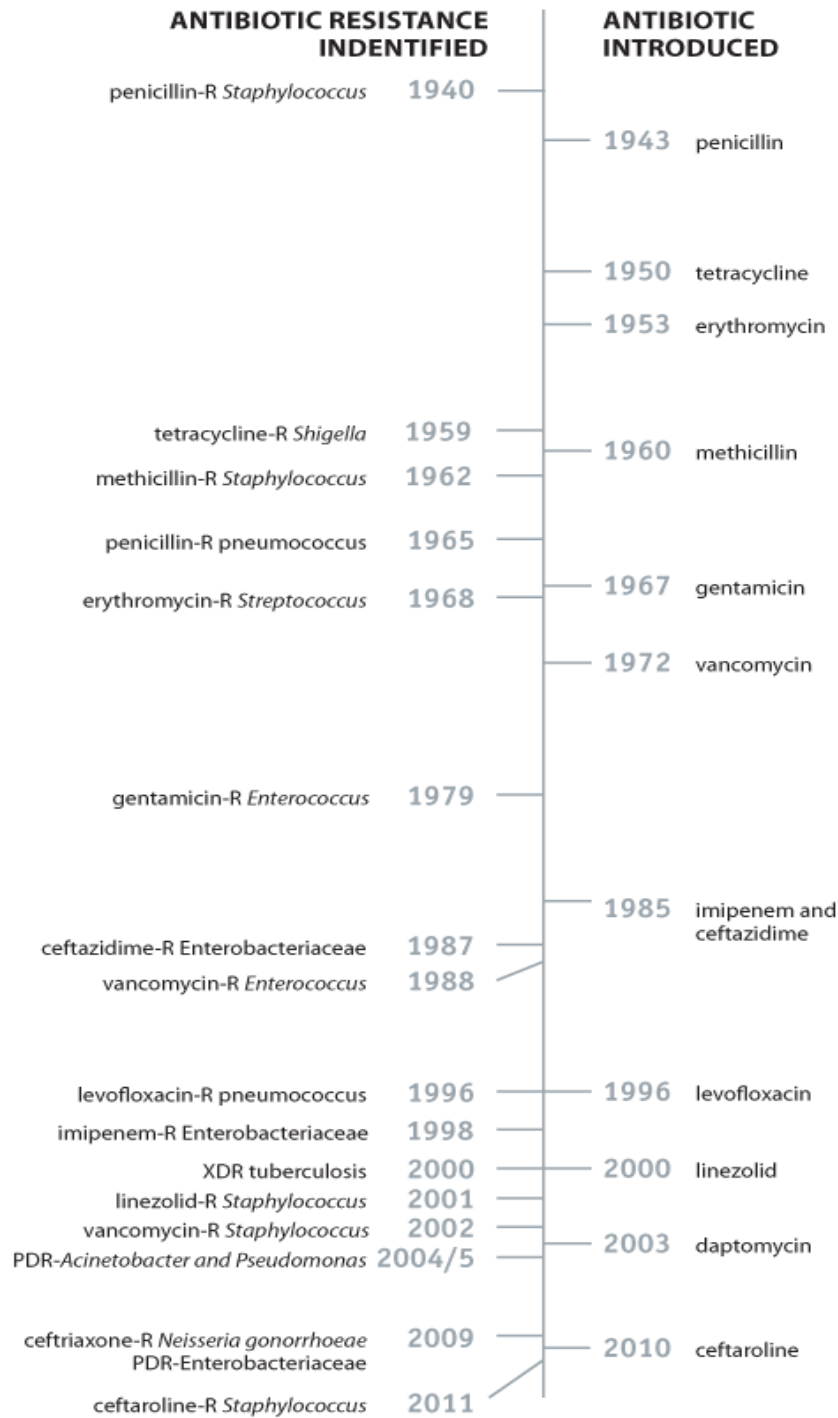 ANTIBIOTIC RESISTANCE
INDENTIFIED
ANTIBIOTIC
INTRODUCED
penicillin-R Staphylococcus 1940
1943 penicillin
1950 tetracycline
1953 erythromycin
tetracycline-R Shigella 1959
1960 methicillin
methicillin-R Staphylococcus 1962
penicillin-R pneumococcus 1965
1967 gentamicin
erythromycin-R Streptococcus 1968
1972 vancomycin
gentamicin-R Enterococcus 1979
1985 imipenem and
ceftazidime
ceftazidime-R Enterobacteriaceae 1987
vancomycin-R Enterococcus 1988
levofloxacin-R pneumococcus 1996
1996 levofloxacin
imipenem-R Enterobacteriaceae 1998
XDR tuberculosis 2000
2000 linezolid
linezolid-R Staphylococcus 2001
vancomycin-R Staphylococcus 2002
2003 daptomycin
PDR-Acinetobacter and Pseudomonas 2004/5
ceftriaxone-R Neisseria gonorrhoeae 2009
PDR-Enterobacteriaceae
2010 ceftaroline
ceftaroline-R Staphylococcus 2011